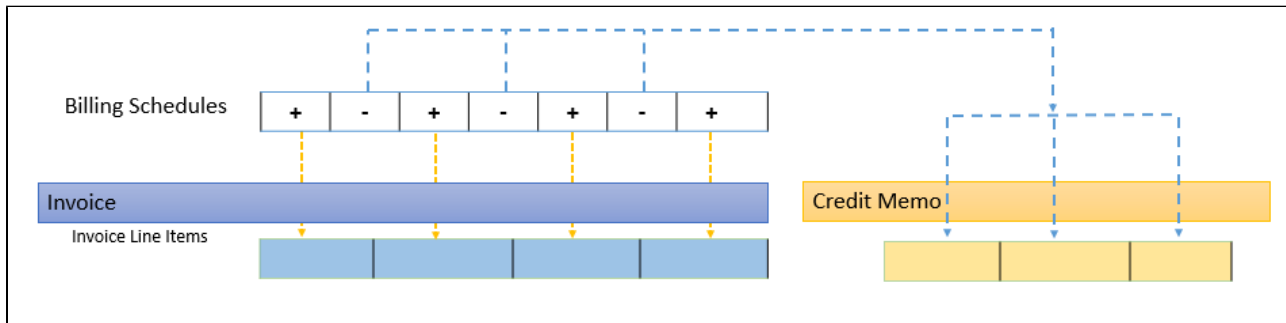 Billing Schedules + - + - + - +
Invoice
Credit Memo
Invoice Line Items